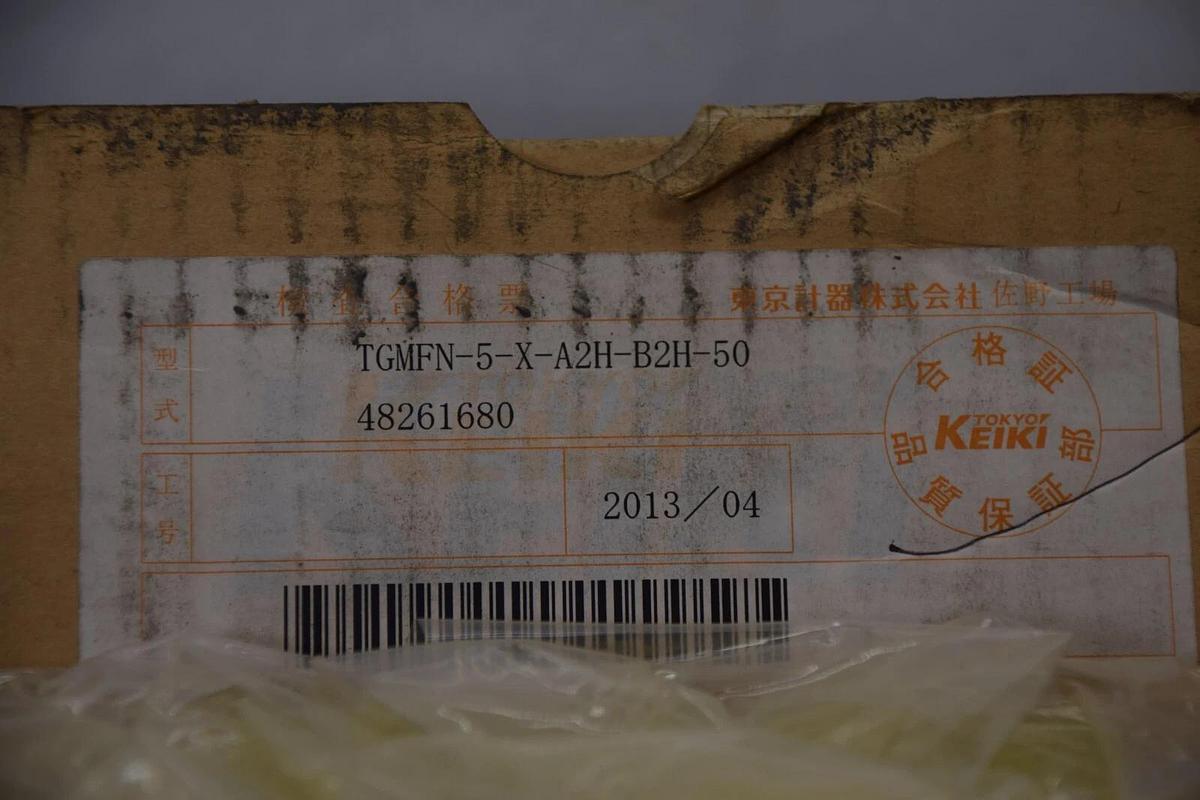 検査合格票
東京計器株式会社 佐野工場
型式
TGMFN-5-X-A2H-B2H-50
48261680
工号
2013／04
合格証
TOKYO
KEIKI
品質保証部